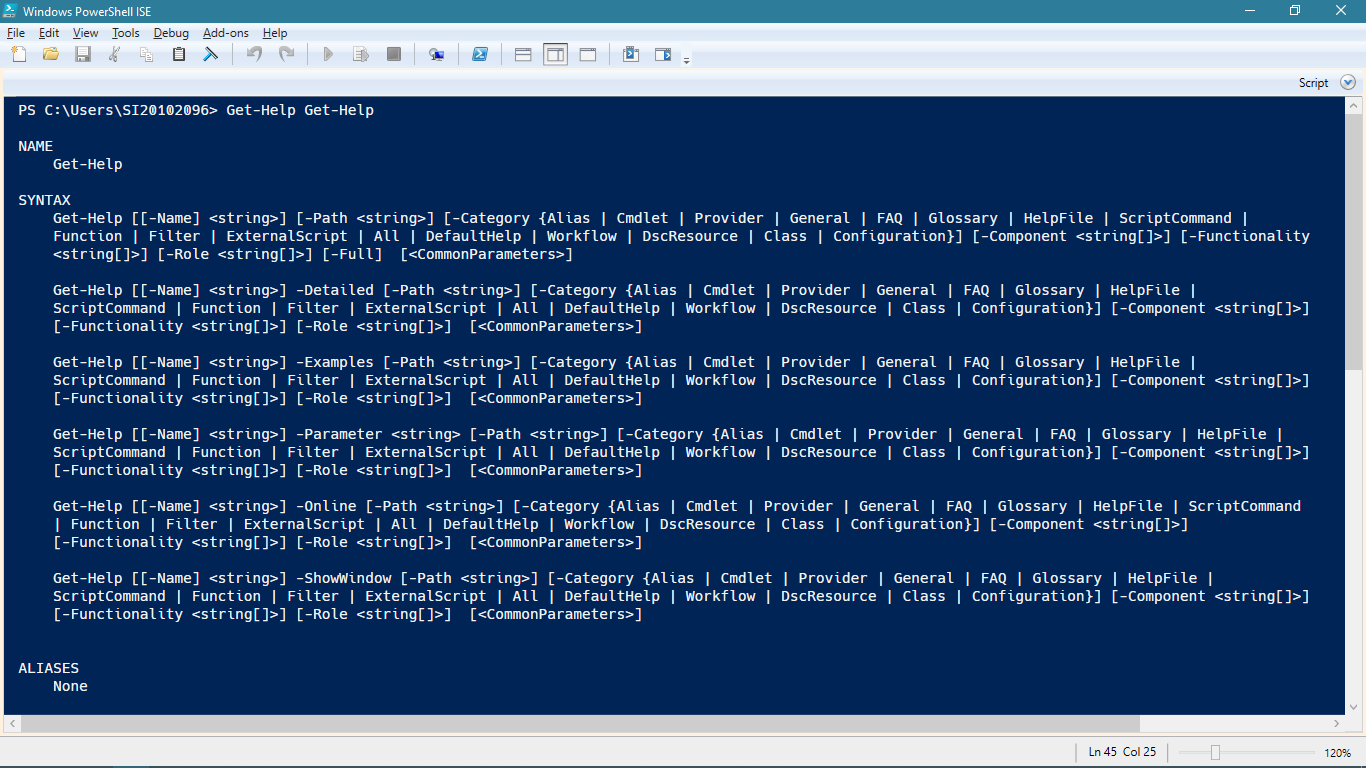 Windows PowerShell ISE
File Edit View Tools Debug Add-ons Help
Script
PS C:\Users\SI20102096> Get-Help Get-Help
NAME
Get-Help
SYNTAX
Get-Help [[-Name] <string>] [-Path <string>] [-Category {Alias | Cmdlet | Provider | General | FAQ | Glossary | HelpFile | ScriptCommand |
Function | Filter | ExternalScript | All | DefaultHelp | Workflow | DscResource | Class | Configuration}] [-Component <string[]>] [-Functionality
<string[]>] [-Role <string[]>] [-Full]  [<CommonParameters>]
Get-Help [[-Name] <string>] -Detailed [-Path <string>] [-Category {Alias | Cmdlet | Provider | General | FAQ | Glossary | HelpFile |
ScriptCommand | Function | Filter | ExternalScript | All | DefaultHelp | Workflow | DscResource | Class | Configuration}] [-Component <string[]>]
[-Functionality <string[]>] [-Role <string[]>]  [<CommonParameters>]
Get-Help [[-Name] <string>] -Examples [-Path <string>] [-Category {Alias | Cmdlet | Provider | General | FAQ | Glossary | HelpFile |
ScriptCommand | Function | Filter | ExternalScript | All | DefaultHelp | Workflow | DscResource | Class | Configuration}] [-Component <string[]>]
[-Functionality <string[]>] [-Role <string[]>]  [<CommonParameters>]
Get-Help [[-Name] <string>] -Parameter <string> [-Path <string>] [-Category {Alias | Cmdlet | Provider | General | FAQ | Glossary | HelpFile |
ScriptCommand | Function | Filter | ExternalScript | All | DefaultHelp | Workflow | DscResource | Class | Configuration}] [-Component <string[]>]
[-Functionality <string[]>] [-Role <string[]>]  [<CommonParameters>]
Get-Help [[-Name] <string>] -Online [-Path <string>] [-Category {Alias | Cmdlet | Provider | General | FAQ | Glossary | HelpFile | ScriptCommand
| Function | Filter | ExternalScript | All | DefaultHelp | Workflow | DscResource | Class | Configuration}] [-Component <string[]>]
[-Functionality <string[]>] [-Role <string[]>]  [<CommonParameters>]
Get-Help [[-Name] <string>] -ShowWindow [-Path <string>] [-Category {Alias | Cmdlet | Provider | General | FAQ | Glossary | HelpFile |
ScriptCommand | Function | Filter | ExternalScript | All | DefaultHelp | Workflow | DscResource | Class | Configuration}] [-Component <string[]>]
[-Functionality <string[]>] [-Role <string[]>]  [<CommonParameters>]
ALIASES
None
Ln 45 Col 25 120%